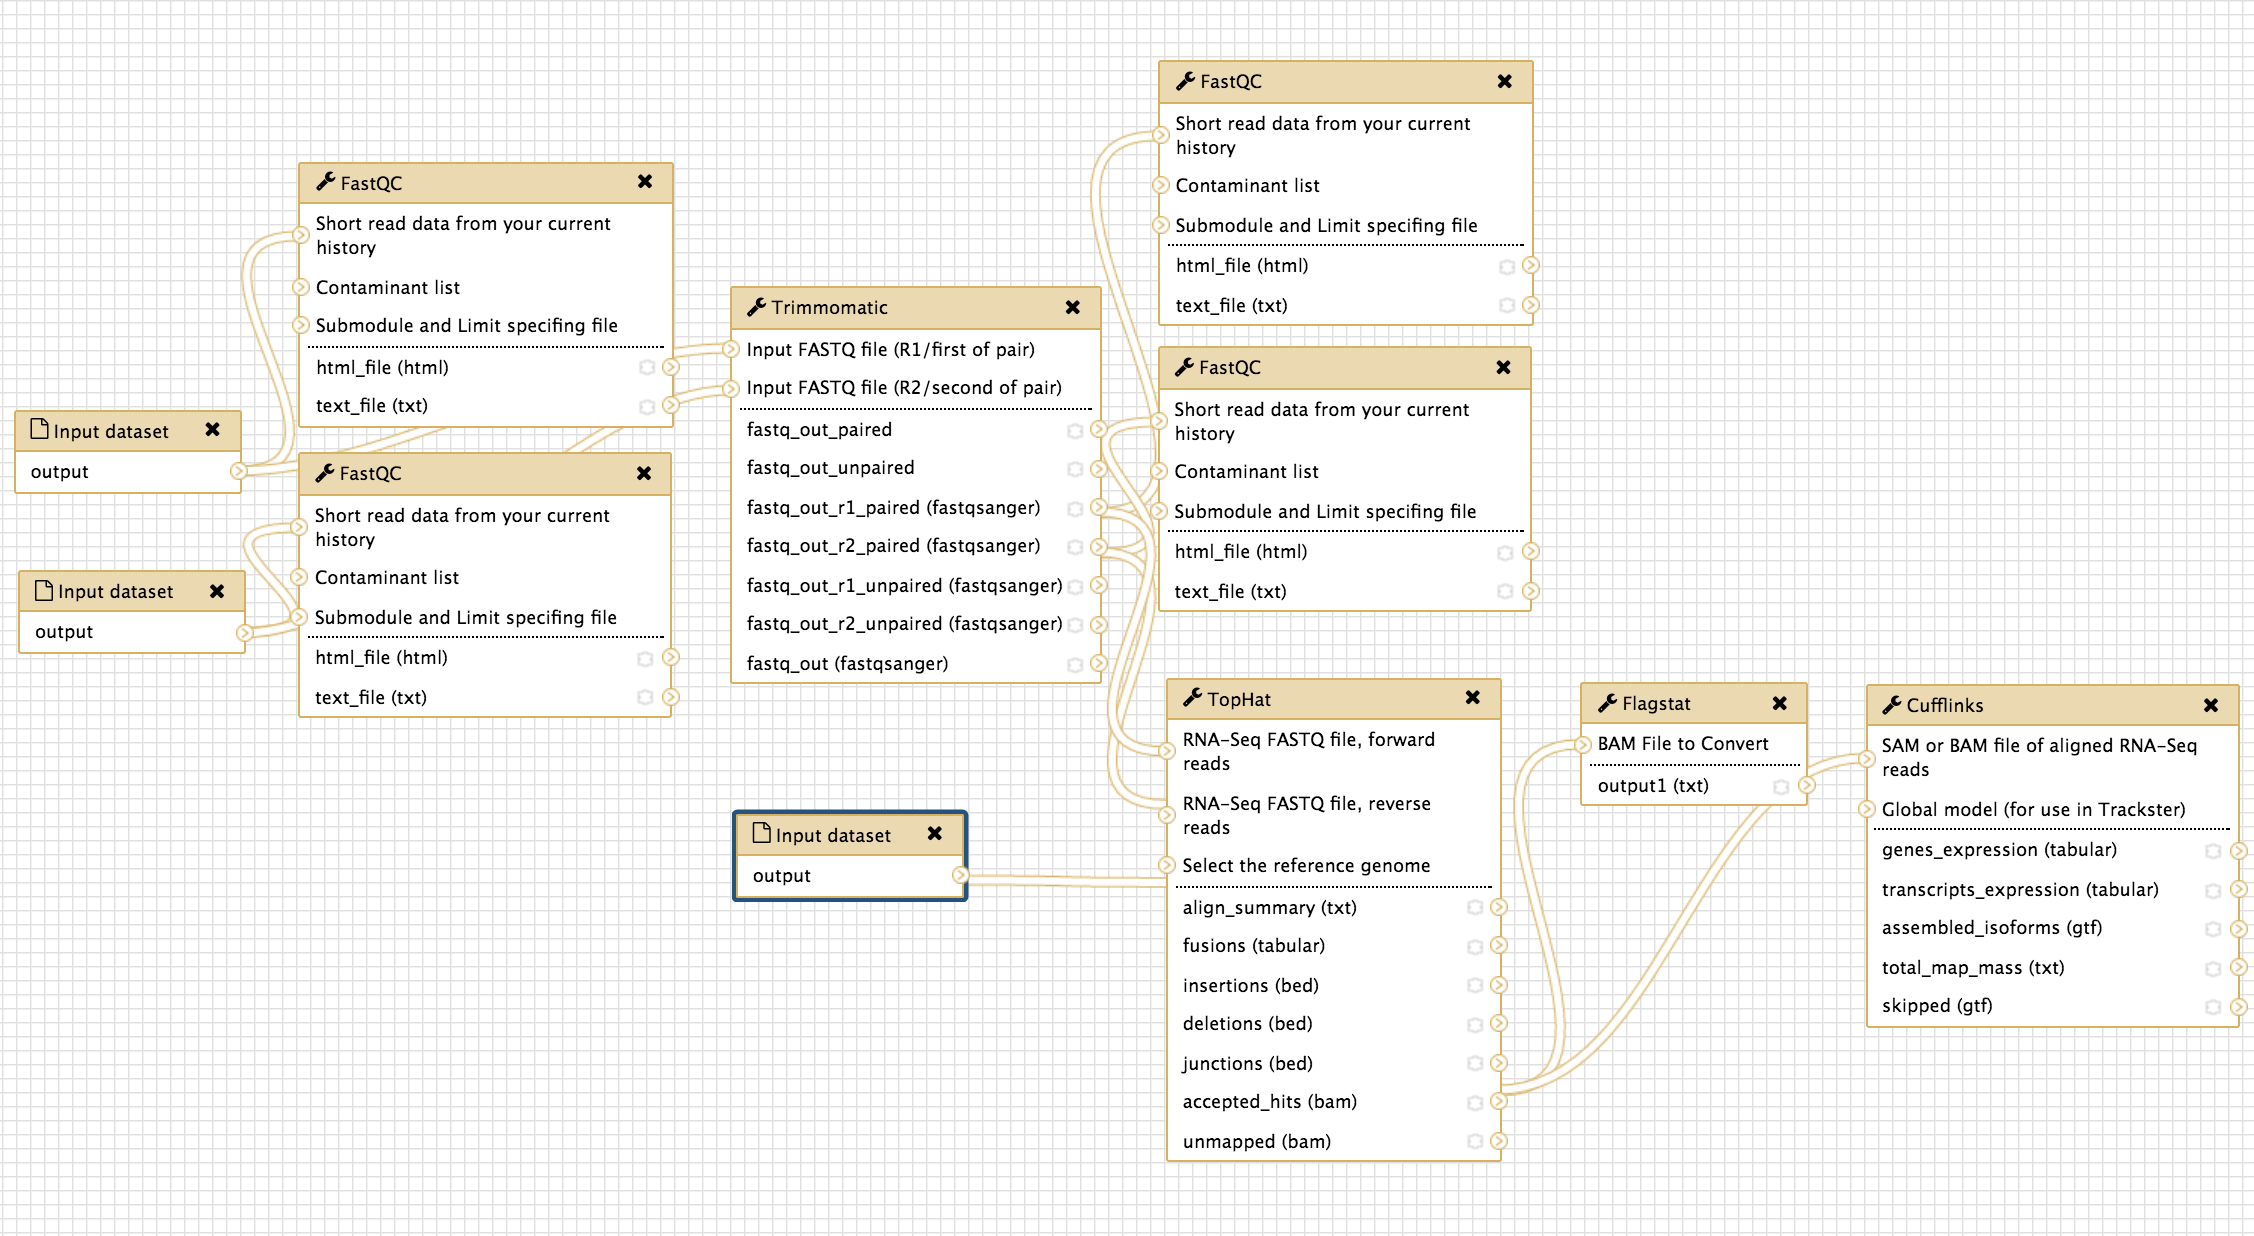 FastQC
Short read data from your current
history
Contaminant list
Submodule and Limit specifing file
html_file (html)
text_file (txt)
Input dataset
output
FastQC
Short read data from your current
history
Contaminant list
Submodule and Limit specifing file
html_file (html)
text_file (txt)
Input dataset
output
Trimmomatic
Input FASTQ file (R1/first of pair)
Input FASTQ file (R2/second of pair)
fastq_out_paired
fastq_out_unpaired
fastq_out_r1_paired (fastqsanger)
fastq_out_r2_paired (fastqsanger)
fastq_out_r1_unpaired (fastqsanger)
fastq_out_r2_unpaired (fastqsanger)
fastq_out (fastqsanger)
FastQC
Short read data from your current
history
Contaminant list
Submodule and Limit specifing file
html_file (html)
text_file (txt)
FastQC
Short read data from your current
history
Contaminant list
Submodule and Limit specifing file
html_file (html)
text_file (txt)
Input dataset
output
TopHat
RNA-Seq FASTQ file, forward
reads
RNA-Seq FASTQ file, reverse
reads
Select the reference genome
align_summary (txt)
fusions (tabular)
insertions (bed)
deletions (bed)
junctions (bed)
accepted_hits (bam)
unmapped (bam)
Flagstat
BAM File to Convert
output1 (txt)
Cufflinks
SAM or BAM file of aligned RNA-Seq
reads
Global model (for use in Trackster)
genes_expression (tabular)
transcripts_expression (tabular)
assembled_isoforms (gtf)
total_map_mass (txt)
skipped (gtf)